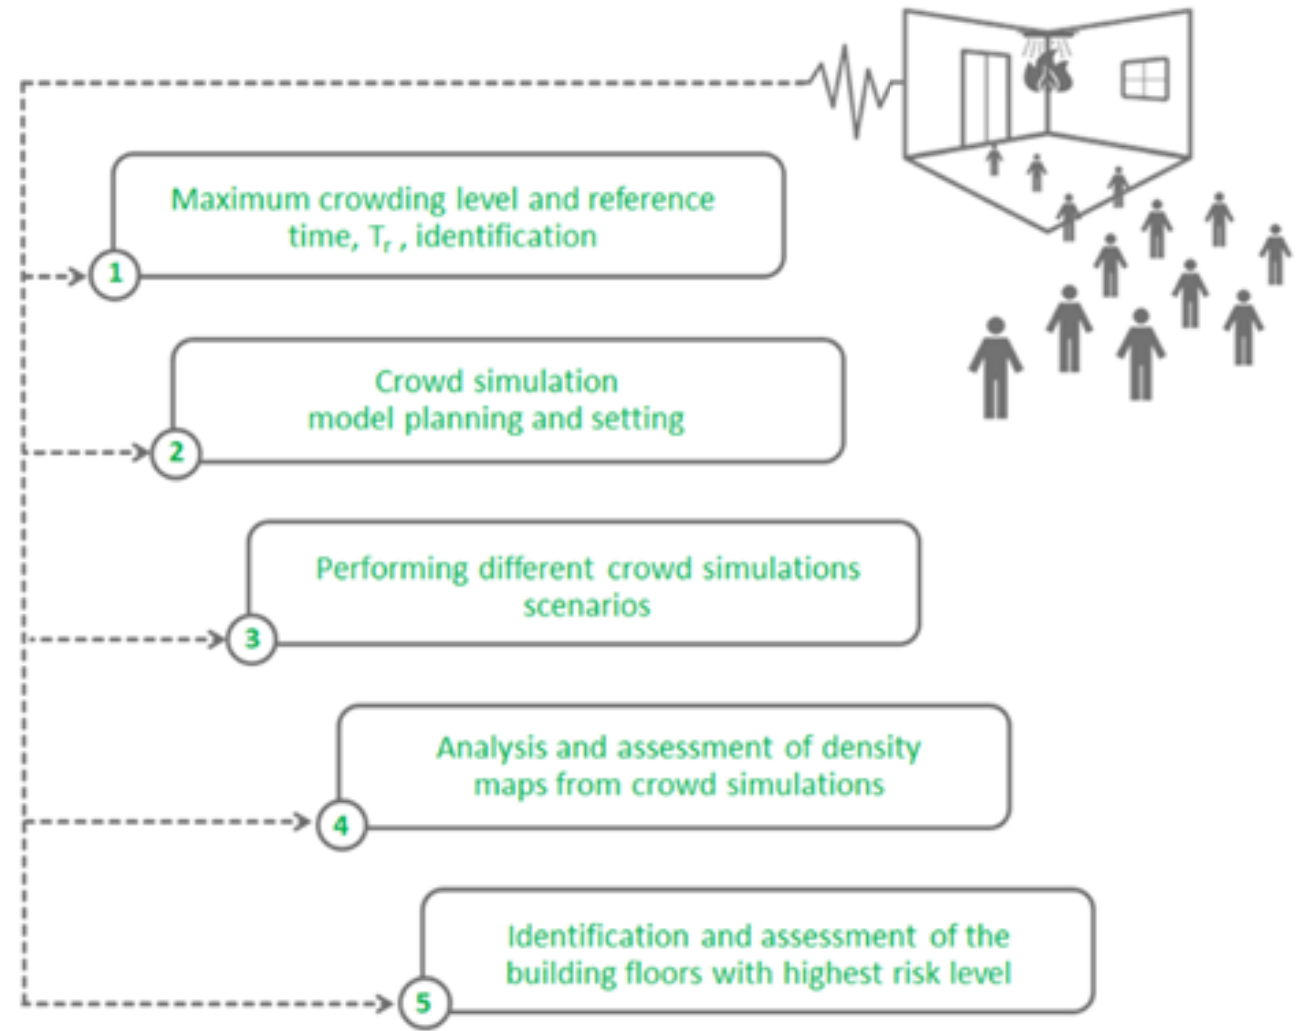 Maximum crowding level and reference
time, Tᵣ , identification
1
Crowd simulation
model planning and setting
2
Performing different crowd simulations
scenarios
3
Analysis and assessment of density
maps from crowd simulations
4
Identification and assessment of the
building floors with highest risk level
5